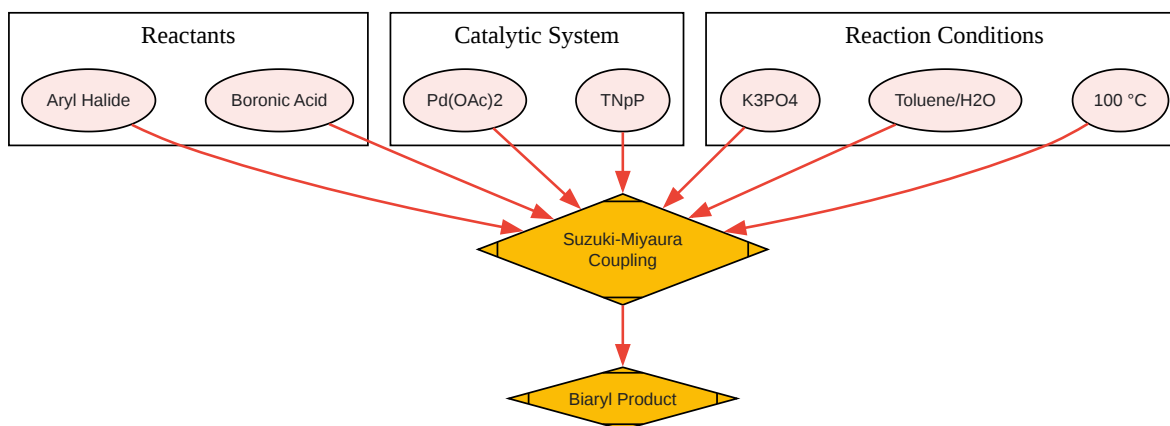 Reactants
Catalytic System
Reaction Conditions
Aryl Halide
Boronic Acid
Pd(OAc)2
TNpP
K3PO4
Toluene/H2O
100 °C
Suzuki-Miyaura
Coupling
Biaryl Product